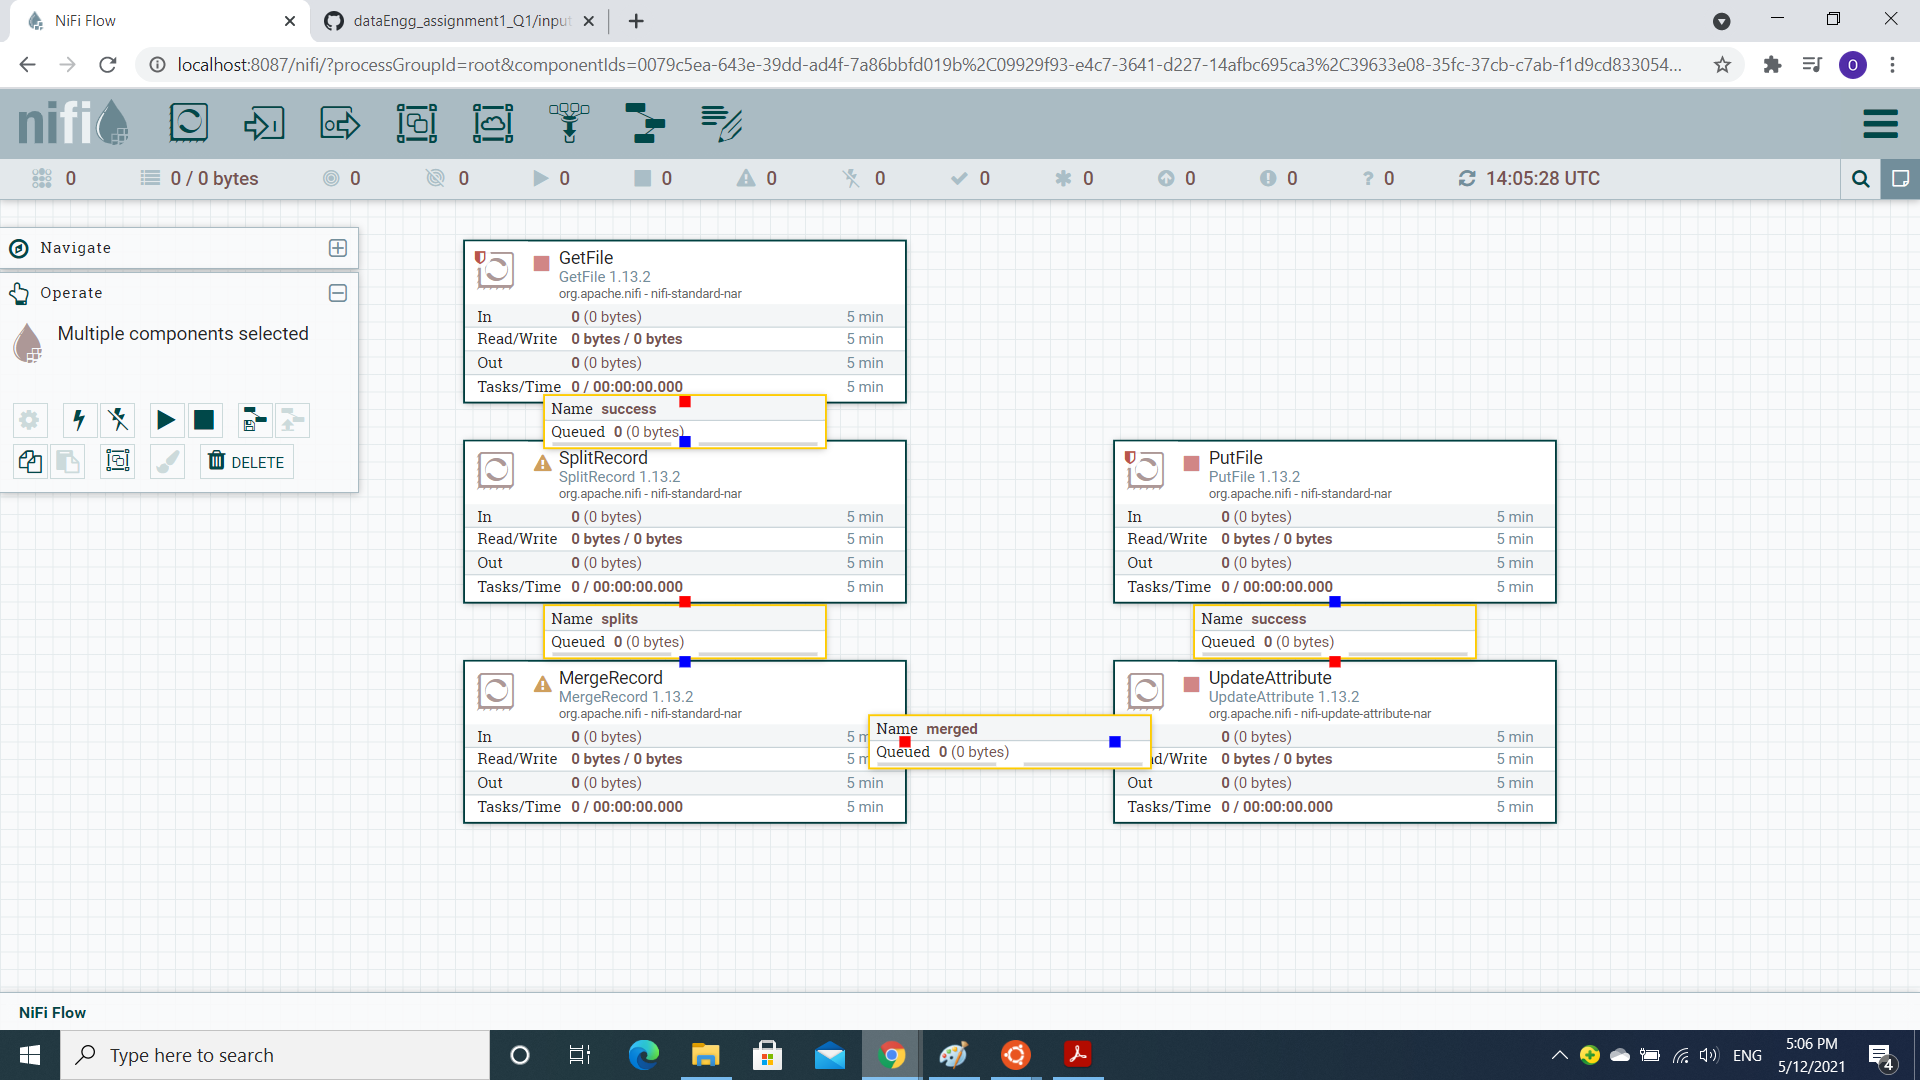 NiFi Flow
dataEngg_assignment1_Q1/input
localhost:8087/nifi/?processGroupId=root&componentIds=0079c5ea-643e-39dd-ad4f-7a86bbfd019b%2C09929f93-e4c7-3641-d227-14afbc695ca3%2C39633e08-35fc-37cb-c7ab-f1d9cd833054...
O
nifi
0
0 / 0 bytes
0
0
0
0
0
0
0
0
0
0
? 0
14:05:28 UTC
Navigate
Operate
Multiple components selected
DELETE
GetFile
GetFile 1.13.2
org.apache.nifi - nifi-standard-nar
In 0 (0 bytes) 5 min
Read/Write 0 bytes / 0 bytes 5 min
Out 0 (0 bytes) 5 min
Tasks/Time 0 / 00:00:00.000 5 min
Name success
Queued 0 (0 bytes)
SplitRecord
SplitRecord 1.13.2
org.apache.nifi - nifi-standard-nar
In 0 (0 bytes) 5 min
Read/Write 0 bytes / 0 bytes 5 min
Out 0 (0 bytes) 5 min
Tasks/Time 0 / 00:00:00.000 5 min
Name splits
Queued 0 (0 bytes)
MergeRecord
MergeRecord 1.13.2
org.apache.nifi - nifi-standard-nar
In 0 (0 bytes) 5 m
Read/Write 0 bytes / 0 bytes 5 m
Out 0 (0 bytes) 5 min
Tasks/Time 0 / 00:00:00.000 5 min
Name merged
Queued 0 (0 bytes)
PutFile
PutFile 1.13.2
org.apache.nifi - nifi-standard-nar
In 0 (0 bytes) 5 min
Read/Write 0 bytes / 0 bytes 5 min
Out 0 (0 bytes) 5 min
Tasks/Time 0 / 00:00:00.000 5 min
Name success
Queued 0 (0 bytes)
UpdateAttribute
UpdateAttribute 1.13.2
org.apache.nifi - nifi-update-attribute-nar
0 (0 bytes) 5 min
d/Write 0 bytes / 0 bytes 5 min
Out 0 (0 bytes) 5 min
Tasks/Time 0 / 00:00:00.000 5 min
NiFi Flow
Type here to search
ENG
5:06 PM
5/12/2021
4